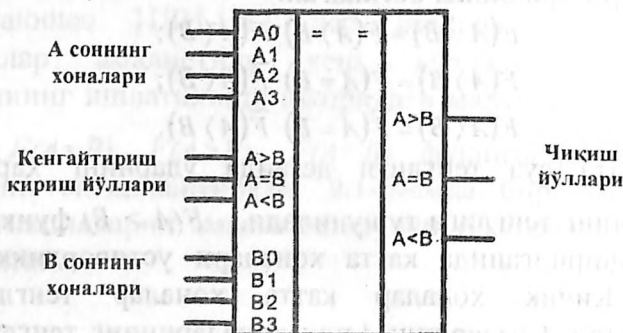 А соннинг
хоналари
A0
A1
A2
A3
= =
Кенгайтириш
кириш йўллари
A>B
A=B
A<B
В соннинг
хоналари
B0
B1
B2
B3
A>B
A=B
A<B
Чиқиш
йўллари